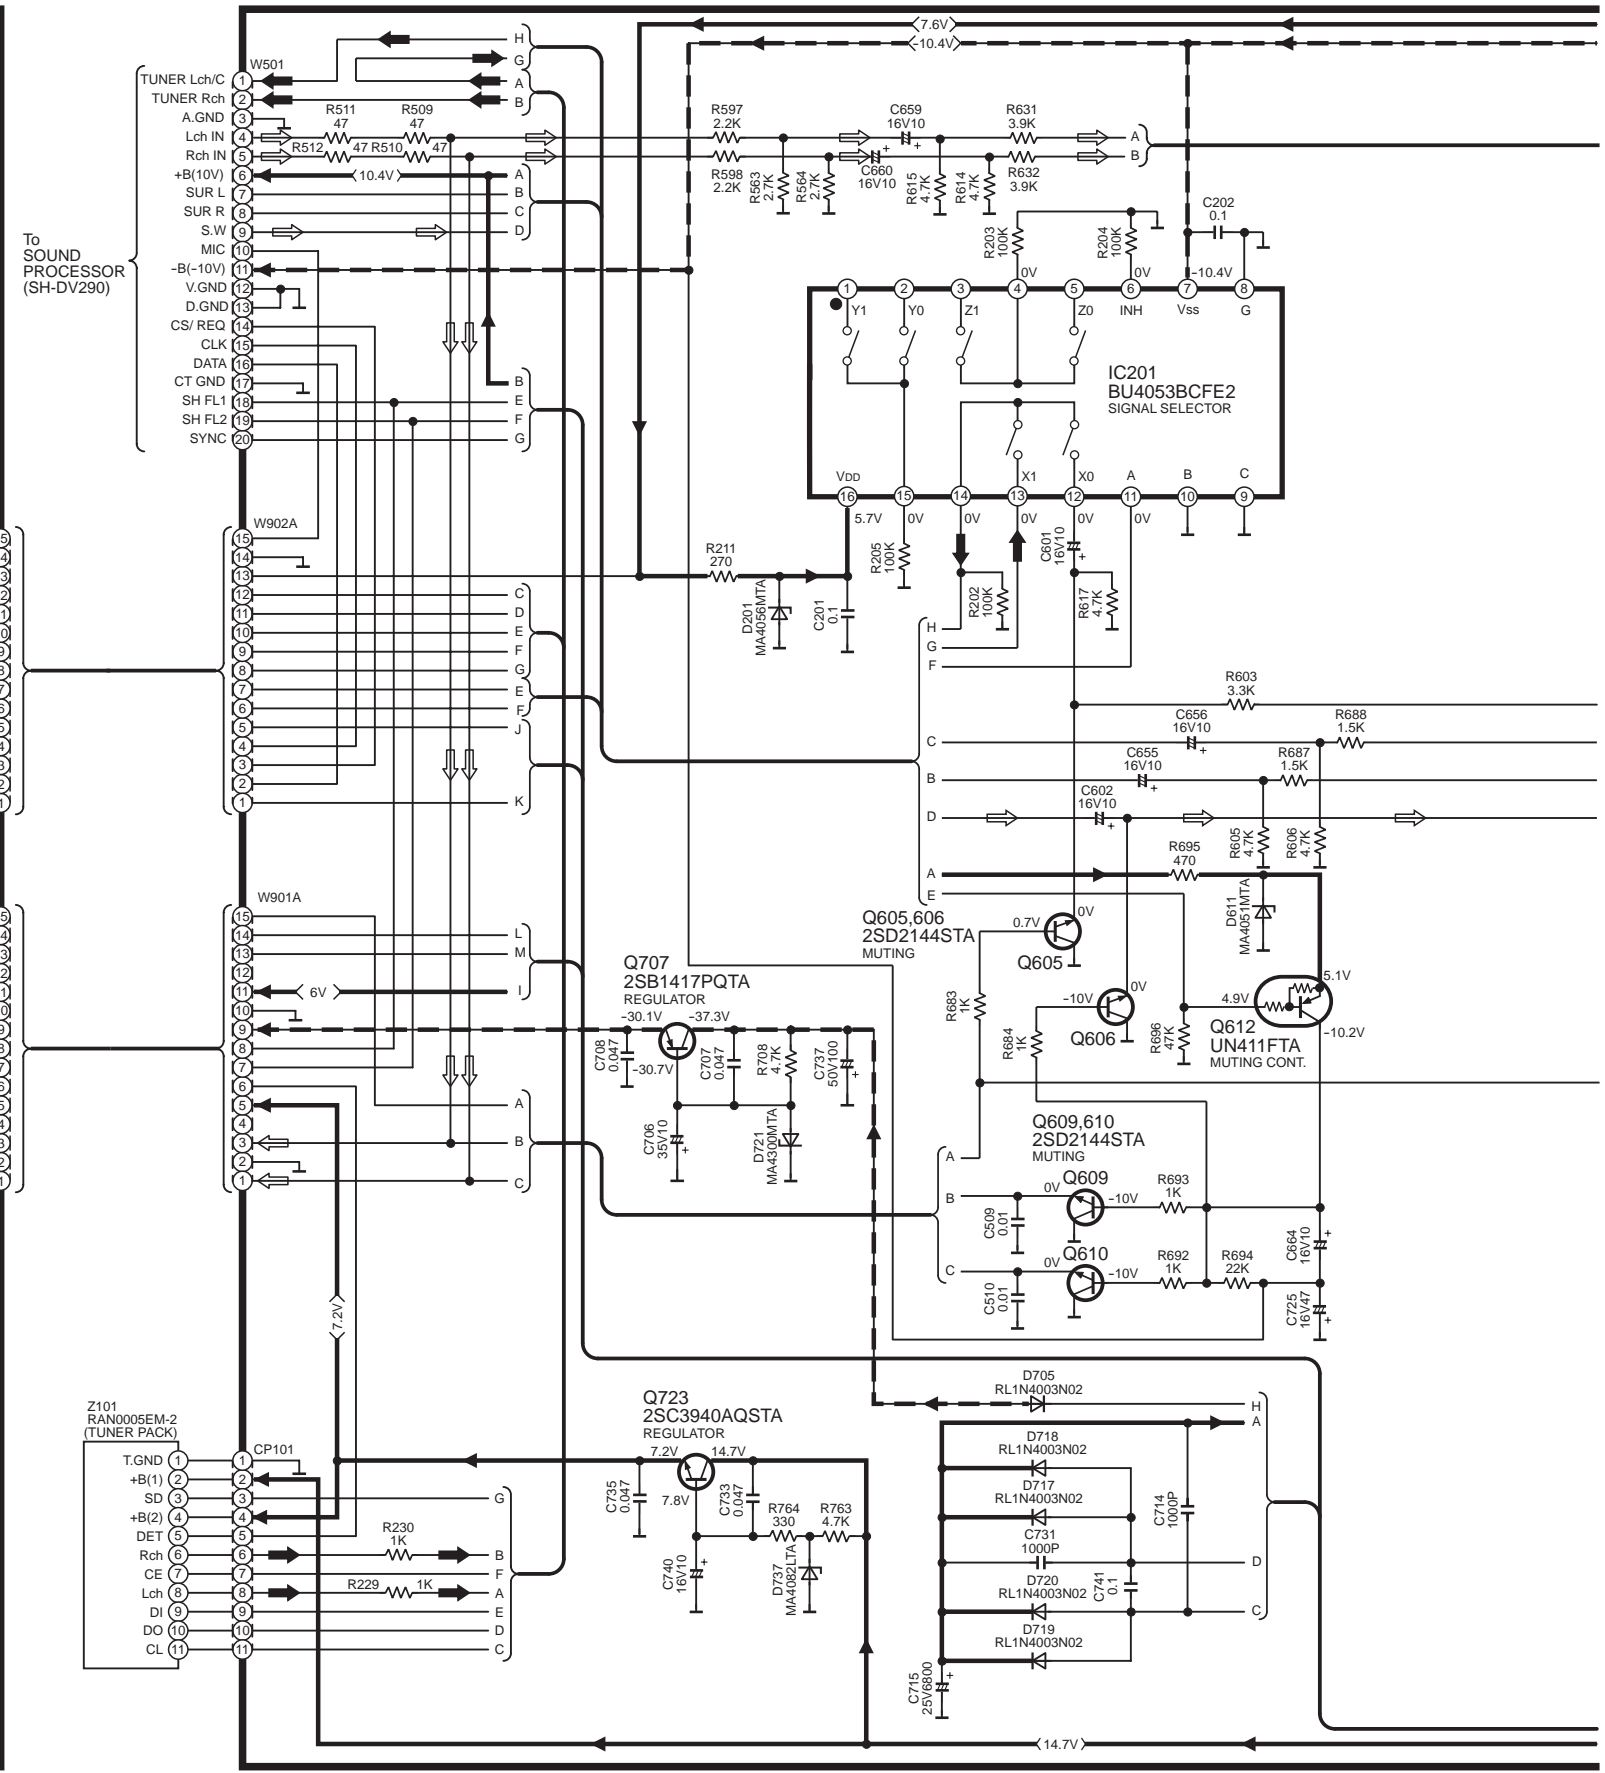 7.6V
-10.4V
H
G
A
B
W501
To
SOUND
PROCESSOR
(SH-DV290)
TUNER Lch/C 1
TUNER Rch 2
A.GND 3
Lch IN 4
Rch IN 5
+B(10V) 6
SUR L 7
SUR R 8
S.W 9
MIC 10
-B(-10V) 11
V.GND 12
D.GND 13
CS/ REQ 14
CLK 15
DATA 16
CT GND 17
SH FL1 18
SH FL2 19
SYNC 20
R511
47
R509
47
R512 47
R510 47
10.4V
A
B
C
D
B
E
F
G
R597
2.2K
R598
2.2K
R563
2.7K
R564
2.7K
C659
16V10
+
+
C660
16V10
R615
4.7K
R614
4.7K
R631
3.9K
R632
3.9K
A
B
R203
100K
R204
100K
C202
0.1
0V
0V
-10.4V
1 2 3 4 5 6 7 8
Y1 Y0 Z1 Z0 INH Vss G
IC201
BU4053BCFE2
SIGNAL SELECTOR
VDD X1 X0 A B C
16 15 14 13 12 11 10 9
5.7V 0V 0V 0V 0V 0V
R205
100K
C601
16V10
+
R211
270
D201
MA4056MTA
C201
0.1
R202
100K
R617
4.7K
W902A
15
14
13
12
11
10
9
8
7
6
5
4
3
2
1
C
D
E
F
G
E
F
J
K
H
G
F
C
B
D
A
E
R603
3.3K
C656
16V10
+
R688
1.5K
C655
16V10
+
R687
1.5K
C602
16V10
+
R605
4.7K
R606
4.7K
R695
470
D611
MA4051MTA
Q605,606
2SD2144STA
MUTING
0.7V
0V
Q605
-10V
0V
Q606
R683
1K
R684
1K
R696
47K
4.9V
5.1V
-10.2V
Q612
UN411FTA
MUTING CONT.
W901A
15
14
13
12
11
10
9
8
7
6
5
4
3
2
1
L
M
I
6V
A
B
C
Q707
2SB1417PQTA
REGULATOR
-30.1V
-37.3V
-30.7V
C708
0.047
C707
0.047
R708
4.7K
C737
50V100
+
C706
35V10
+
D721
MA4300MTA
Q609,610
2SD2144STA
MUTING
A
B
C
0V
Q609
-10V
R693
1K
C509
0.01
0V
Q610
-10V
R692
1K
R694
22K
C510
0.01
C664
16V10
+
C725
16V47
+
7.2V
Z101
RAN0005EM-2
(TUNER PACK)
CP101
T.GND 1 1
+B(1) 2 2
SD 3 3
+B(2) 4 4
DET 5 5
Rch 6 6
CE 7 7
Lch 8 8
DI 9 9
DO 10 10
CL 11 11
R230
1K
R229 1K
G
B
F
A
E
D
C
Q723
2SC3940AQSTA
REGULATOR
7.2V
14.7V
7.8V
C735
0.047
C733
0.047
R764
330
R763
4.7K
C740
16V10
+
D737
MA4082LTA
D705
RL1N4003N02
H
A
D718
RL1N4003N02
D717
RL1N4003N02
C731
1000P
C714
1000P
D
D720
RL1N4003N02
C741
0.1
C
D719
RL1N4003N02
C715
25V6800
+
14.7V